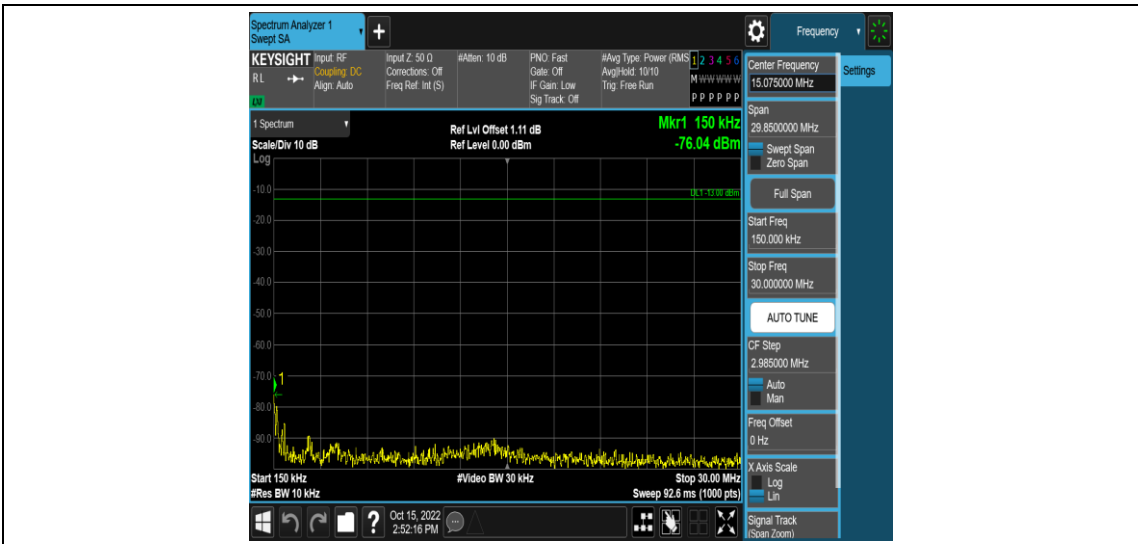 Spectrum Analyzer 1
Swept SA
+
Frequency
KEYSIGHT
RL
LXI
Input: RF
Coupling: DC
Align: Auto
Input Z: 50 Ω
Corrections: Off
Freq Ref: Int (S)
#Atten: 10 dB
PNO: Fast
Gate: Off
IF Gain: Low
Sig Track: Off
#Avg Type: Power (RMS
Avg|Hold: 10/10
Trig: Free Run
1 2 3 4 5 6
M W W W W W
P P P P P P
Center Frequency
15.075000 MHz
Settings
Span
29.8500000 MHz
Swept Span
Zero Span
Full Span
Start Freq
150.000 kHz
Stop Freq
30.000000 MHz
AUTO TUNE
CF Step
2.985000 MHz
Auto
Man
Freq Offset
0 Hz
X Axis Scale
Log
Lin
Signal Track
(Span Zoom)
1 Spectrum
Scale/Div 10 dB
Log
Ref Lvl Offset 1.11 dB
Ref Level 0.00 dBm
Mkr1 150 kHz
-76.04 dBm
DL1 -13.00 dBm
-10.0
-20.0
-30.0
-40.0
-50.0
-60.0
-70.0
1
-80.0
-90.0
Start 150 kHz
#Res BW 10 kHz
#Video BW 30 kHz
Stop 30.00 MHz
Sweep 92.6 ms (1000 pts)
?
Oct 15, 2022
2:52:16 PM